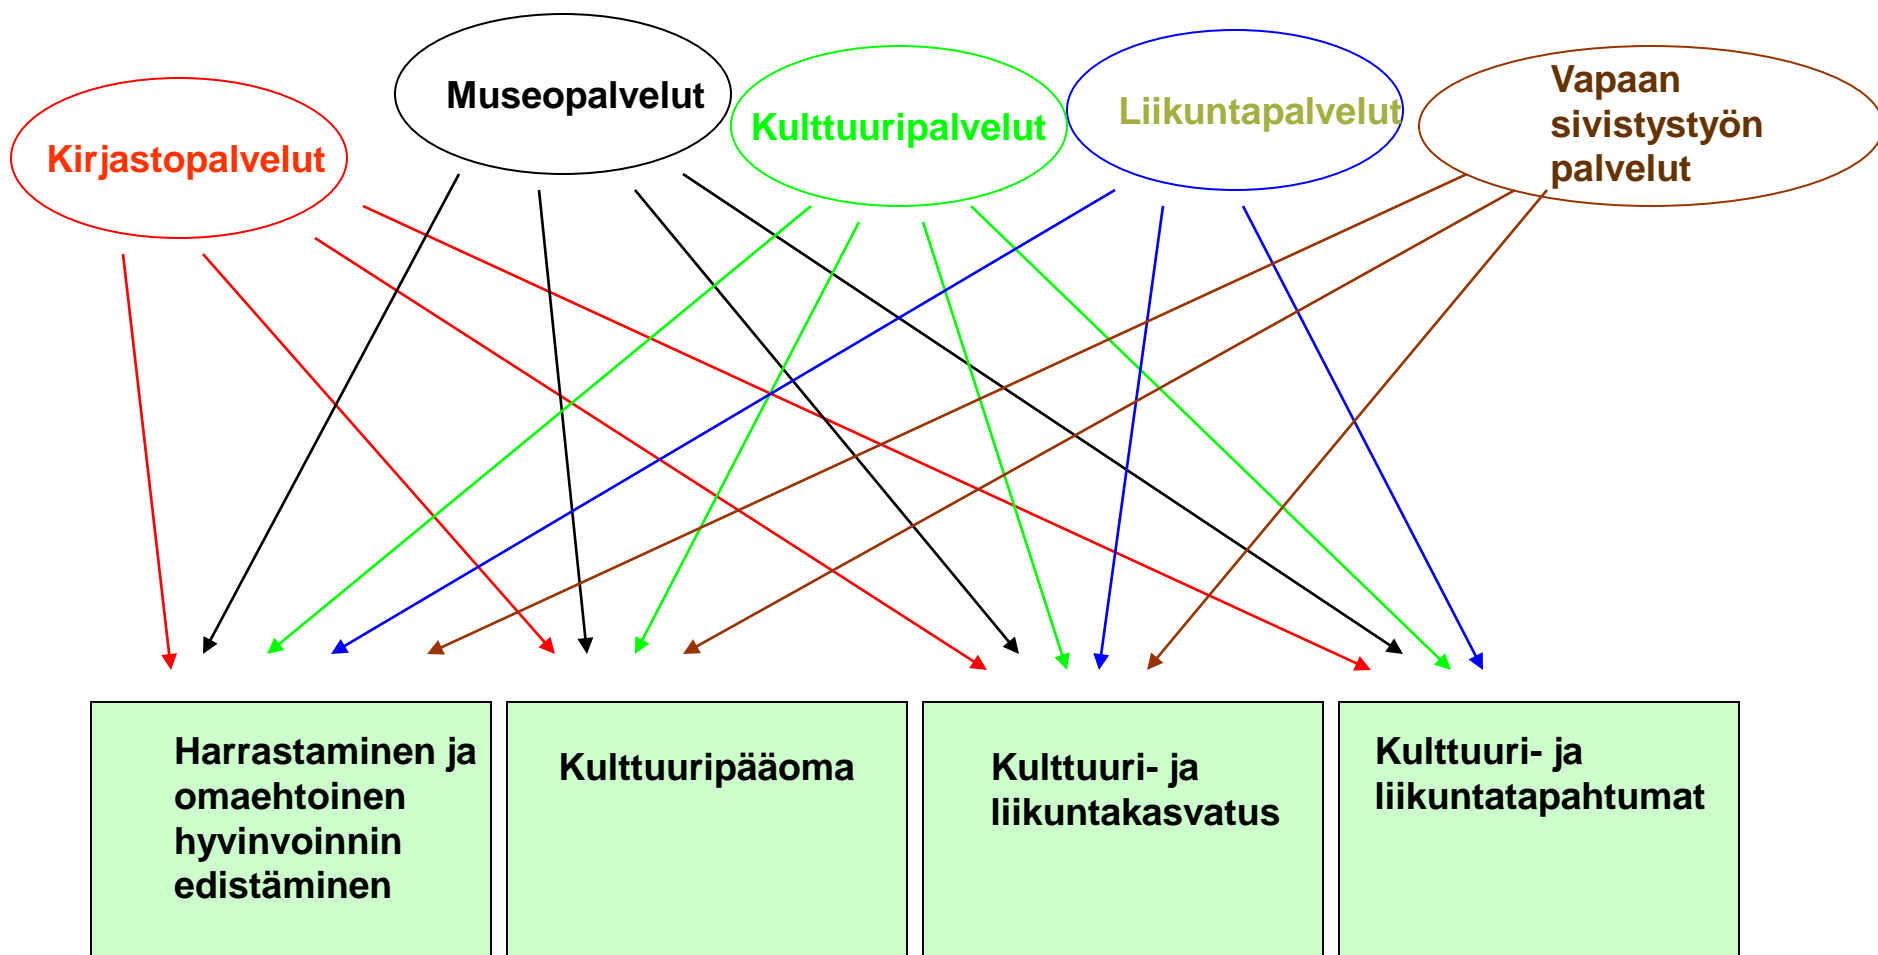 Kirjastopalvelut
Museopalvelut
Kulttuuripalvelut
Liikuntapalvelut
Vapaan
sivistystyön
palvelut
Harrastaminen ja
omaehtoinen
hyvinvoinnin
edistäminen
Kulttuuripääoma
Kulttuuri- ja
liikuntakasvatus
Kulttuuri- ja
liikuntatapahtumat